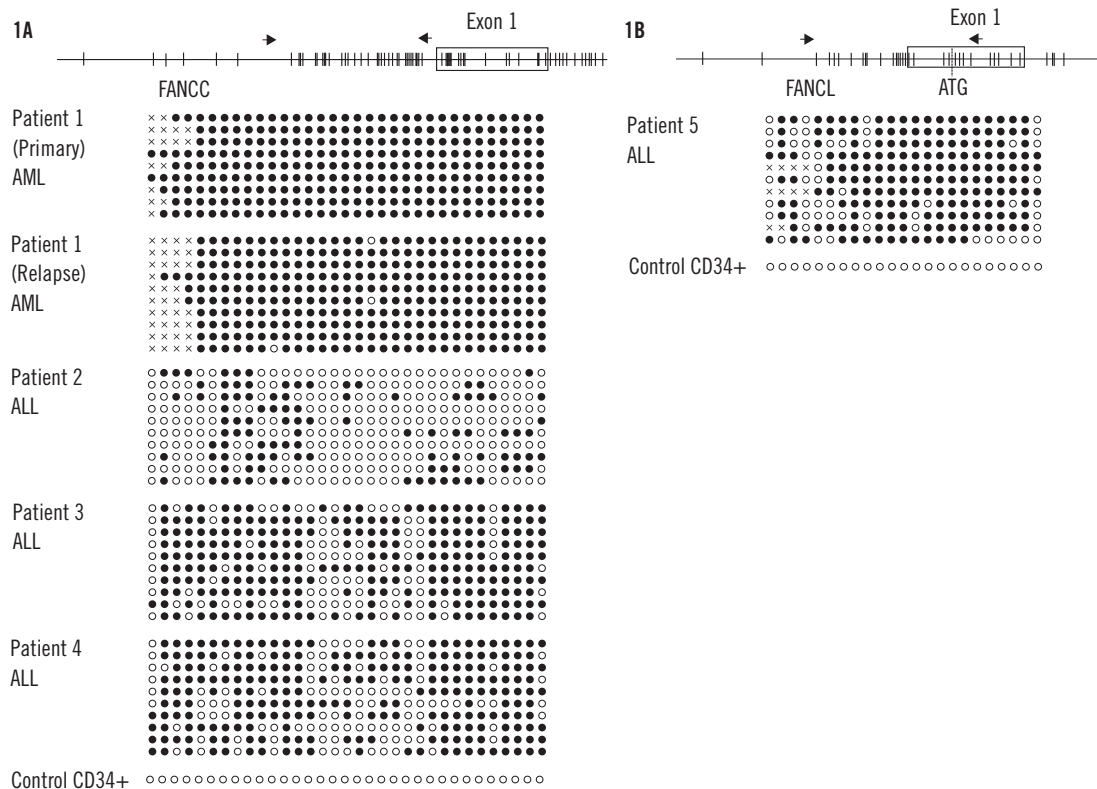 1A
Exon 1
FANCC
Patient 1
(Primary)
AML
Patient 1
(Relapse)
AML
Patient 2
ALL
Patient 3
ALL
Patient 4
ALL
Control CD34+
1B
Exon 1
FANCL
ATG
Patient 5
ALL
Control CD34+